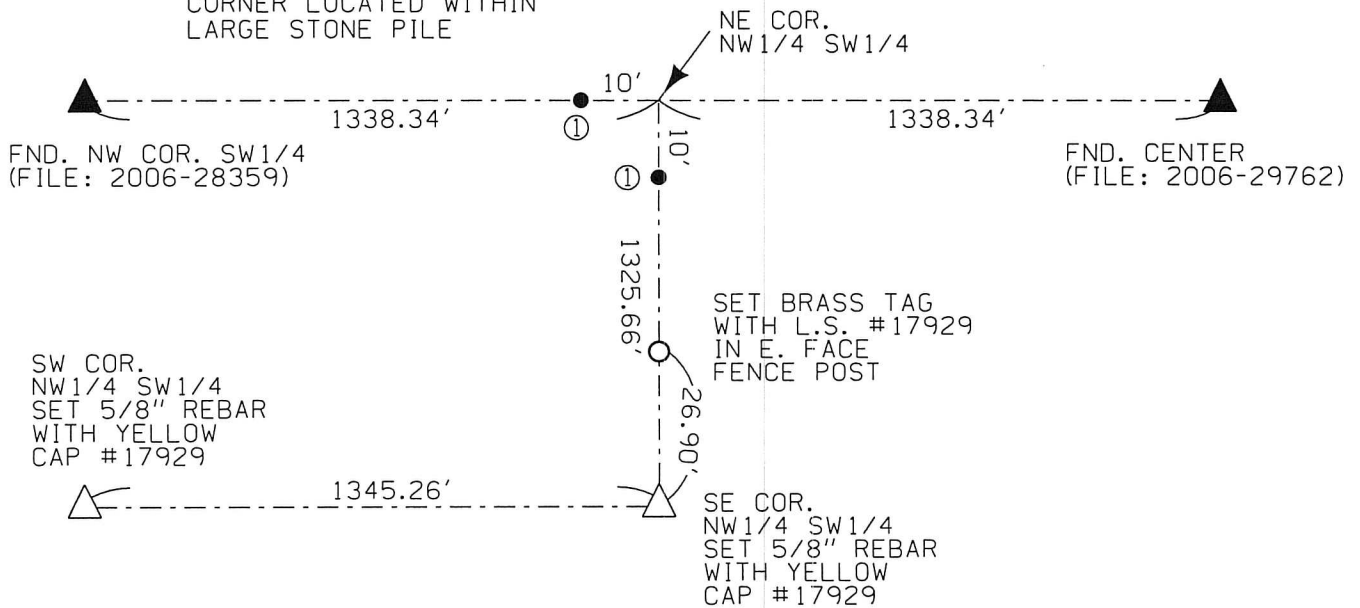 CORNER LOCATED WITHIN
LARGE STONE PILE
NE COR.
NW1/4 SW1/4
10'
1338.34'
1338.34'
①
FND. NW COR. SW1/4
(FILE: 2006-28359)
10'
①
FND. CENTER
(FILE: 2006-29762)
1325.66'
SET BRASS TAG
WITH L.S. #17929
IN E. FACE
FENCE POST
SW COR.
NW1/4 SW1/4
SET 5/8" REBAR
WITH YELLOW
CAP #17929
26.90'
1345.26'
SE COR.
NW1/4 SW1/4
SET 5/8" REBAR
WITH YELLOW
CAP #17929